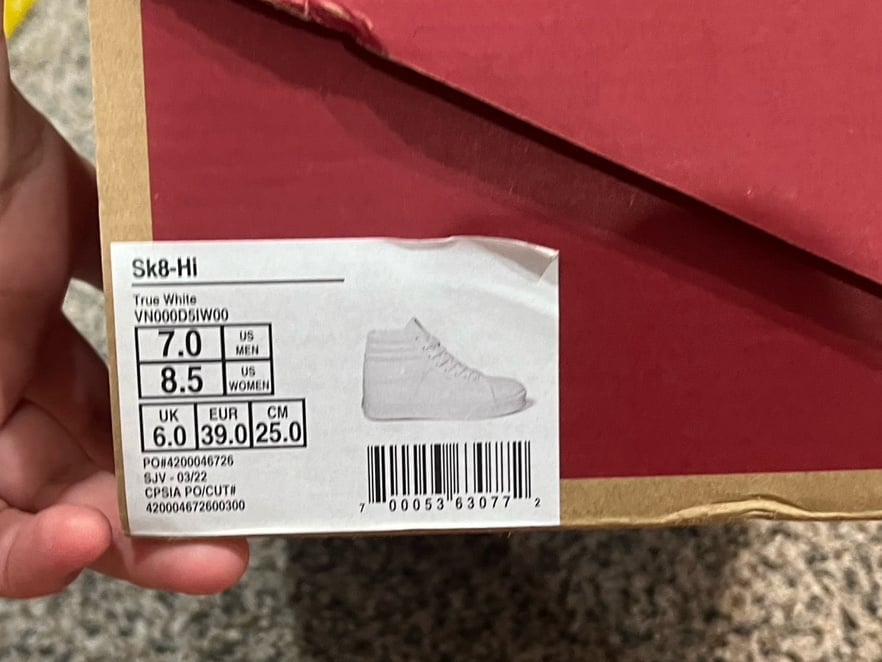 Sk8-Hi
True White
VN000D5IW00
7.0 US MEN
8.5 US WOMEN
UK EUR CM
6.0 39.0 25.0
PO#4200046726
SJV - 03/22
CPSIA PO/CUT#
420004672600300
7 00053 63077 2